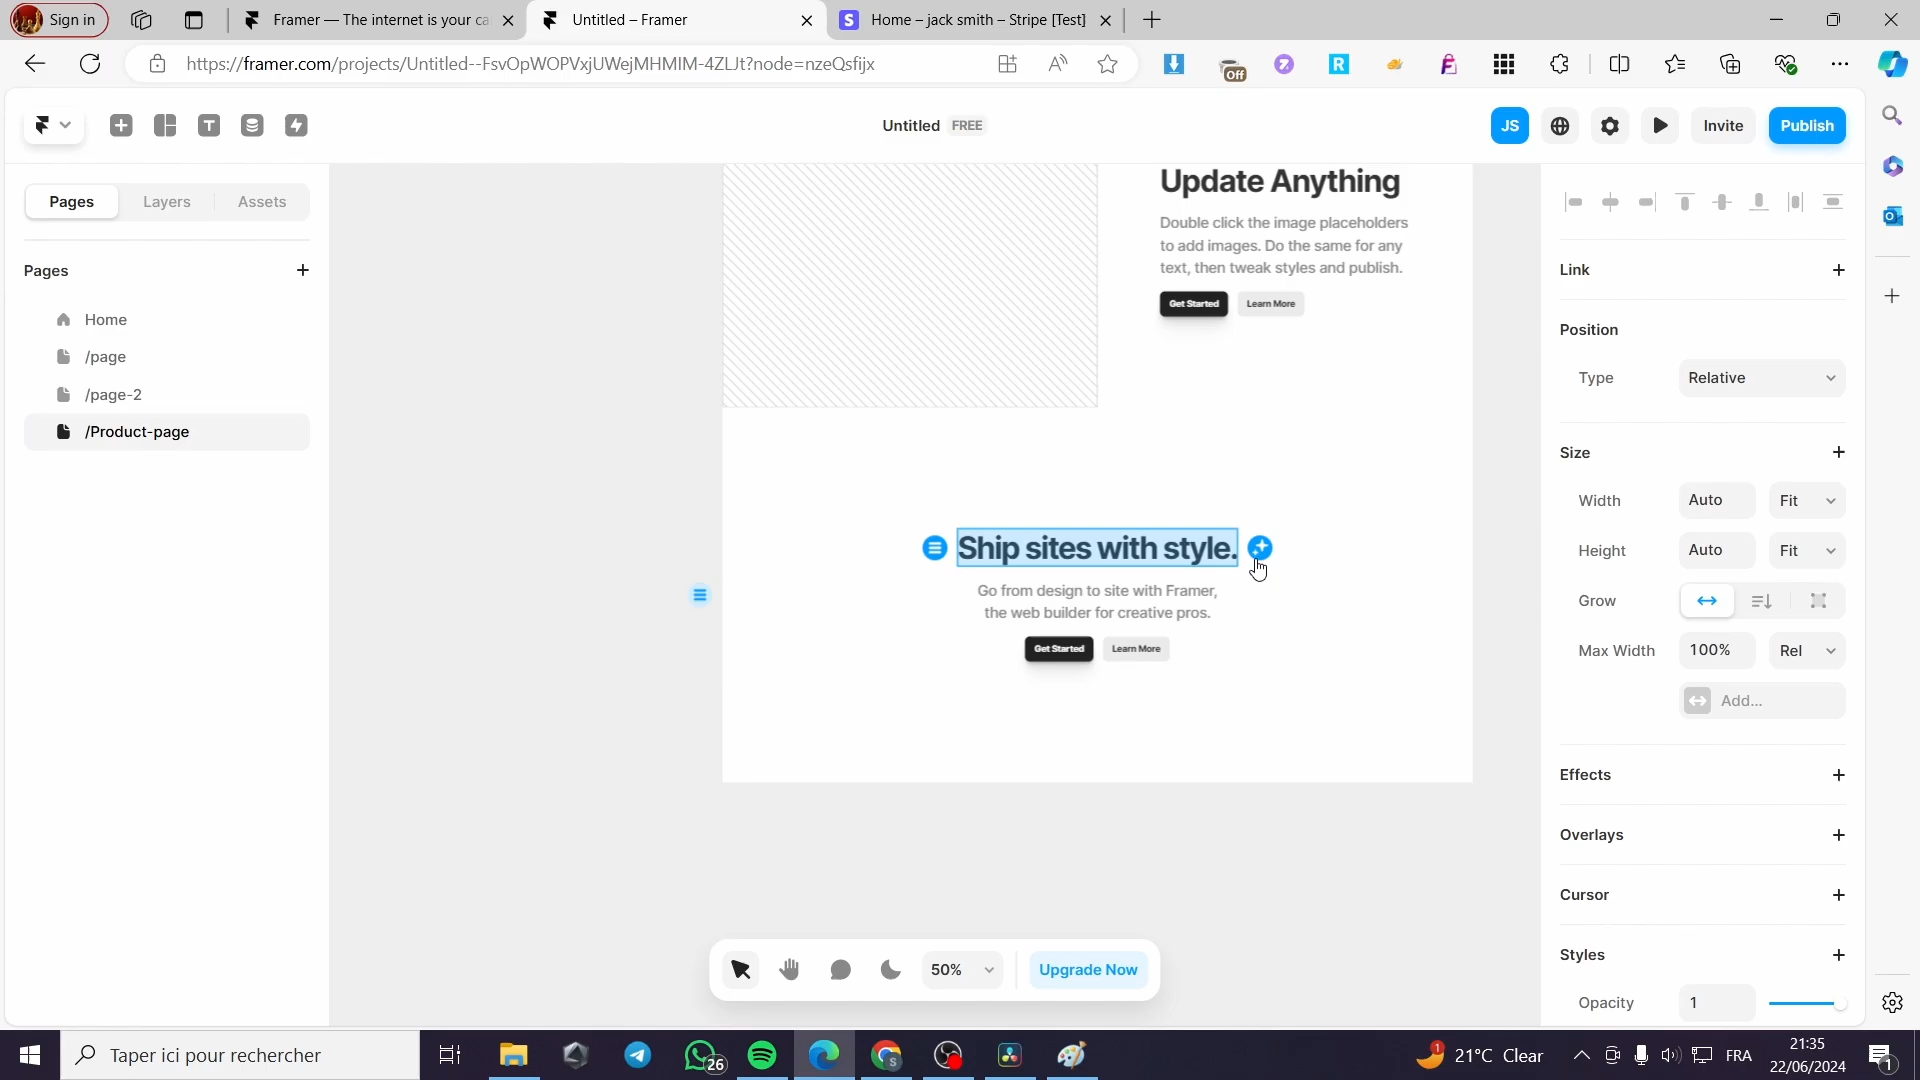 Sign in
Framer — The internet is your ca
Untitled – Framer
Home – jack smith – Stripe [Test]
https://framer.com/projects/Untitled--FsvOpWOPVxjUWejMHMIM-4ZLJt?node=nzeQsfijx
Off
Untitled FREE
JS
Invite
Publish
Pages
Layers
Assets
Pages
Home
/page
/page-2
/Product-page
Update Anything
Double click the image placeholders
to add images. Do the same for any
text, then tweak styles and publish.
Get Started
Learn More
Ship sites with style.
Go from design to site with Framer,
the web builder for creative pros.
Get Started
Learn More
50%
Upgrade Now
Link
Position
Type
Relative
Size
Width
Auto
Fit
Height
Auto
Fit
Grow
Max Width
100%
Rel
Add...
Effects
Overlays
Cursor
Styles
Opacity
1
Taper ici pour rechercher
26
1
21°C Clear
FRA
21:35
22/06/2024
1